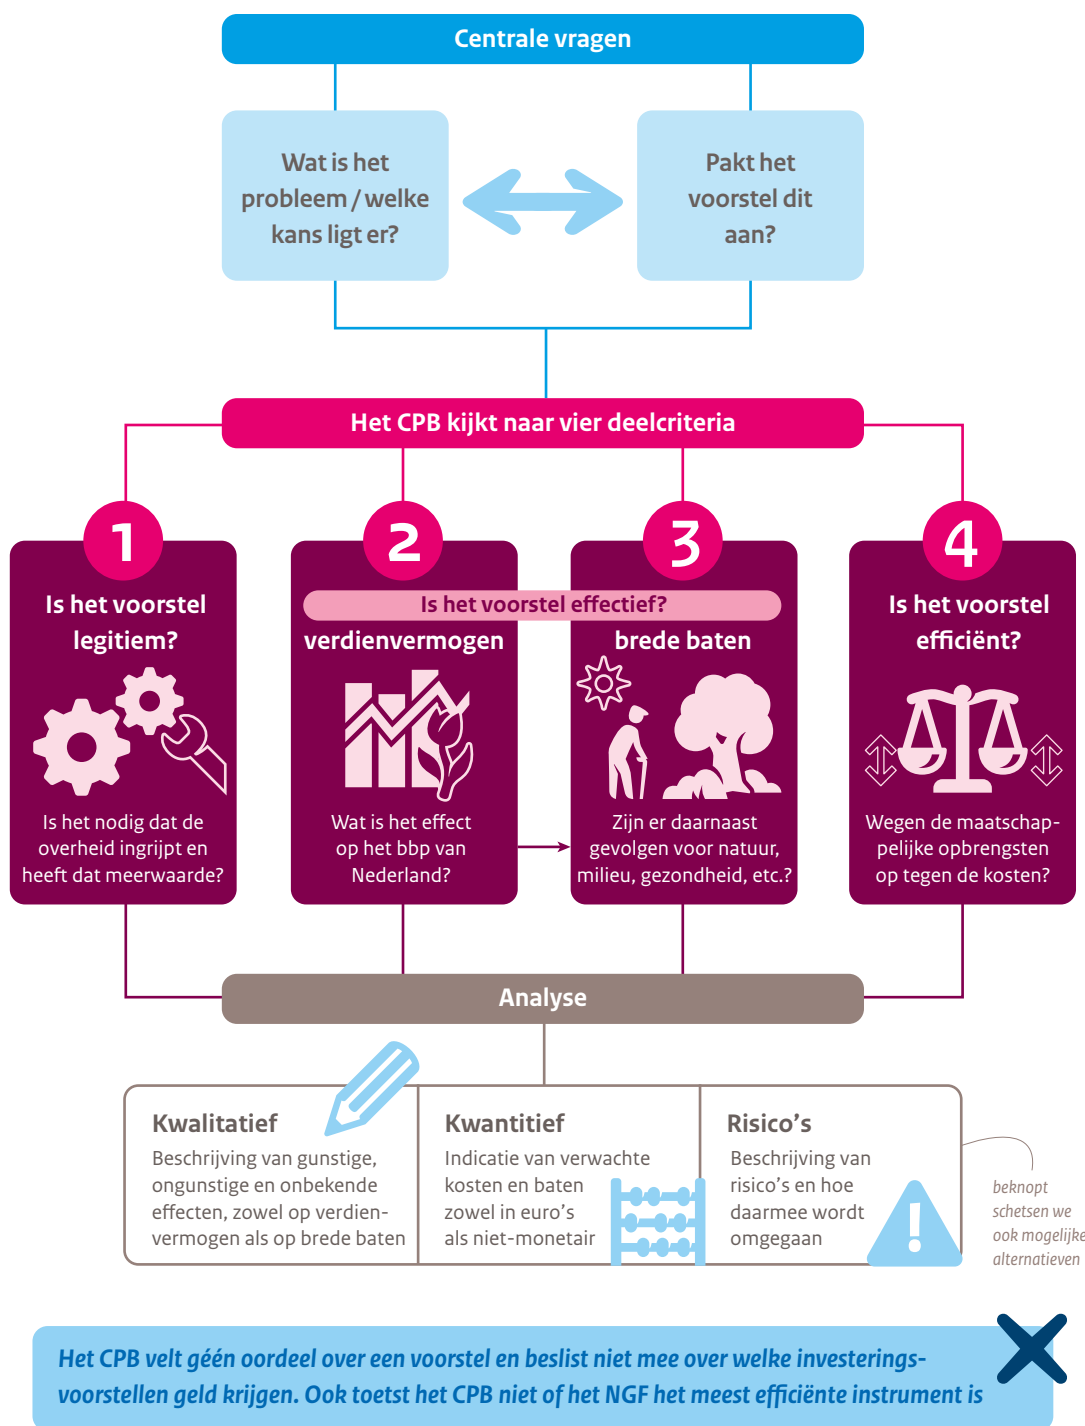 Centrale vragen
Wat is het
probleem / welke
kans ligt er?
Pakt het
voorstel dit
aan?
Het CPB kijkt naar vier deelcriteria
1
Is het voorstel
legitiem?
Is het nodig dat de
overheid ingrijpt en
heeft dat meerwaarde?
Is het voorstel effectief?
2
verdienvermogen
Wat is het effect
op het bbp van
Nederland?
3
brede baten
Zijn er daarnaast
gevolgen voor natuur,
milieu, gezondheid, etc.?
4
Is het voorstel
efficiënt?
Wegen de maatschap-
pelijke opbrengsten
op tegen de kosten?
Analyse
Kwalitatief
Beschrijving van gunstige,
ongunstige en onbekende
effecten, zowel op verdien-
vermogen als op brede baten
Kwantitief
Indicatie van verwachte
kosten en baten
zowel in euro's
als niet-monetair
Risico's
Beschrijving van
risico's en hoe
daarmee wordt
omgegaan
beknopt
schetsen we
ook mogelijke
alternatieven
Het CPB velt géén oordeel over een voorstel en beslist niet mee over welke investerings-
voorstellen geld krijgen. Ook toetst het CPB niet of het NGF het meest efficiënte instrument is